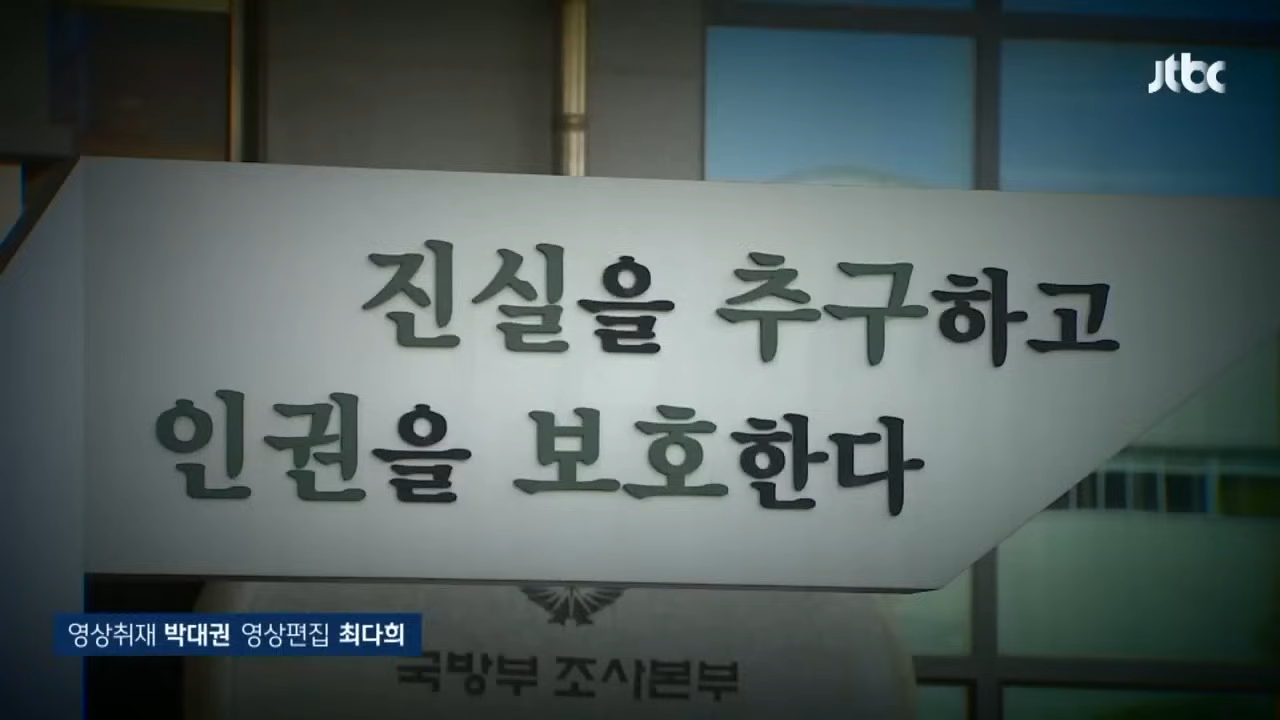 jtbc
진실을 추구하고
인권을 보호한다
영상취재 박대권 영상편집 최다희
국방부 조사본부